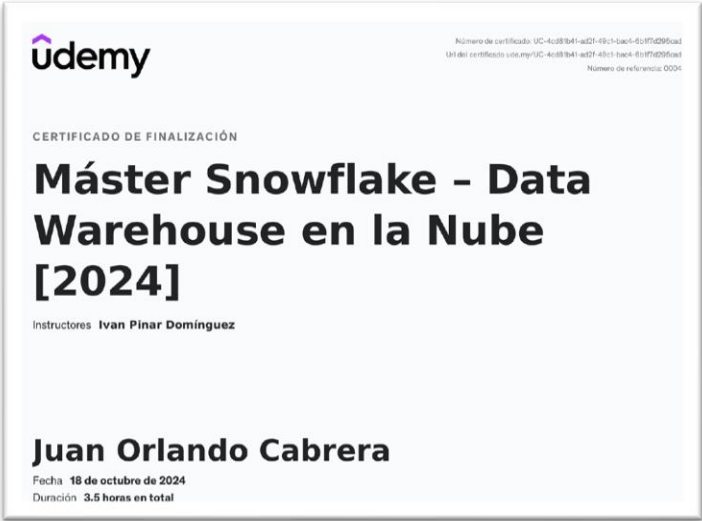 udemy
Número de certificado: UC-4cd81b41-ad2f-49c1-bac4-6b1f7d295cad
Url del certificado ude.my/UC-4cd81b41-ad2f-49c1-bac4-6b1f7d295cad
Número de referencia: 0004
CERTIFICADO DE FINALIZACIÓN
Máster Snowflake – Data
Warehouse en la Nube
[2024]
Instructores Ivan Pinar Domínguez
Juan Orlando Cabrera
Fecha 18 de octubre de 2024
Duración 3.5 horas en total